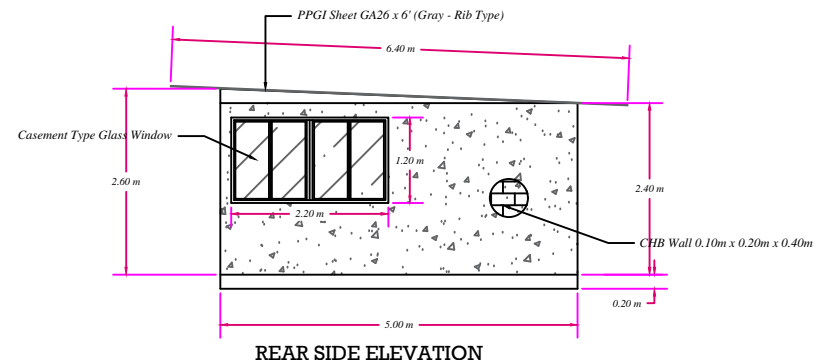 PPGI Sheet GA26 x 6' (Gray - Rib Type)
6.40 m
Casement Type Glass Window
1.20 m
2.60 m
2.40 m
2.20 m
CHB Wall 0.10m x 0.20m x 0.40m
0.20 m
5.00 m
REAR SIDE ELEVATION